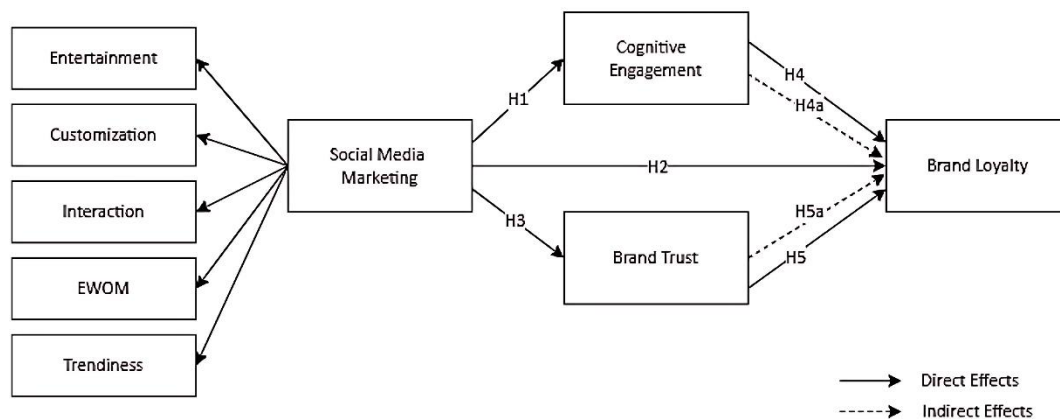 Entertainment
Customization
Interaction
EWOM
Trendiness
Social Media
Marketing
H1
H2
H3
Cognitive
Engagement
Brand Trust
H4
H4a
H5a
H5
Brand Loyalty
Direct Effects
Indirect Effects